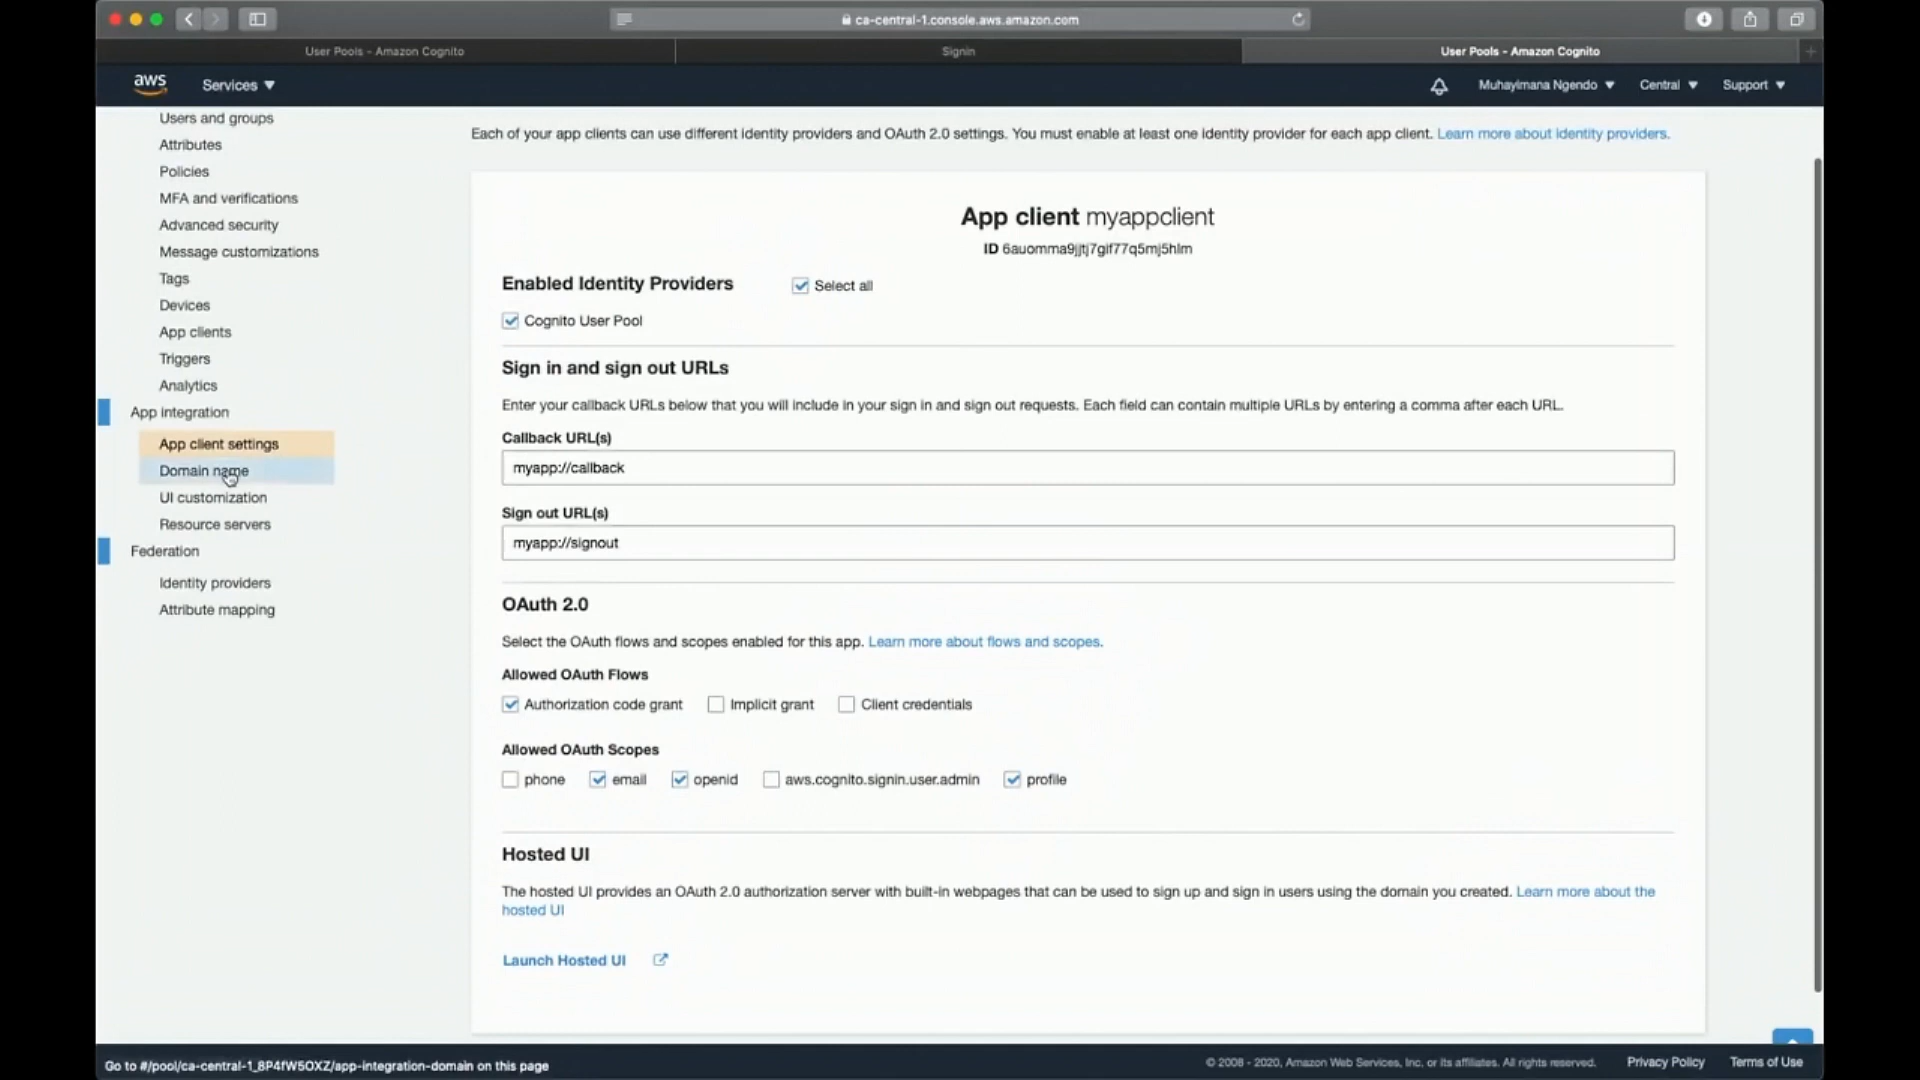 ca-central-1.console.aws.amazon.com
User Pools - Amazon Cognito
Signin
User Pools - Amazon Cognito
aws
Services
Muhayimana Ngendo
Central
Support
Users and groups
Attributes
Policies
MFA and verifications
Advanced security
Message customizations
Tags
Devices
App clients
Triggers
Analytics
App integration
App client settings
Domain name
UI customization
Resource servers
Federation
Identity providers
Attribute mapping
Each of your app clients can use different identity providers and OAuth 2.0 settings. You must enable at least one identity provider for each app client. Learn more about identity providers.
App client myappclient
ID 6auomma9jjtj7gif77q5mj5hlm
Enabled Identity Providers
Select all
Cognito User Pool
Sign in and sign out URLs
Enter your callback URLs below that you will include in your sign in and sign out requests. Each field can contain multiple URLs by entering a comma after each URL.
Callback URL(s)
myapp://callback
Sign out URL(s)
myapp://signout
OAuth 2.0
Select the OAuth flows and scopes enabled for this app. Learn more about flows and scopes.
Allowed OAuth Flows
Authorization code grant
Implicit grant
Client credentials
Allowed OAuth Scopes
phone
email
openid
aws.cognito.signin.user.admin
profile
Hosted UI
The hosted UI provides an OAuth 2.0 authorization server with built-in webpages that can be used to sign up and sign in users using the domain you created. Learn more about the
hosted UI
Launch Hosted UI
Go to #/pool/ca-central-1_8P4fW5OXZ/app-integration-domain on this page
© 2008 - 2020, Amazon Web Services, Inc. or its affiliates. All rights reserved.
Privacy Policy
Terms of Use